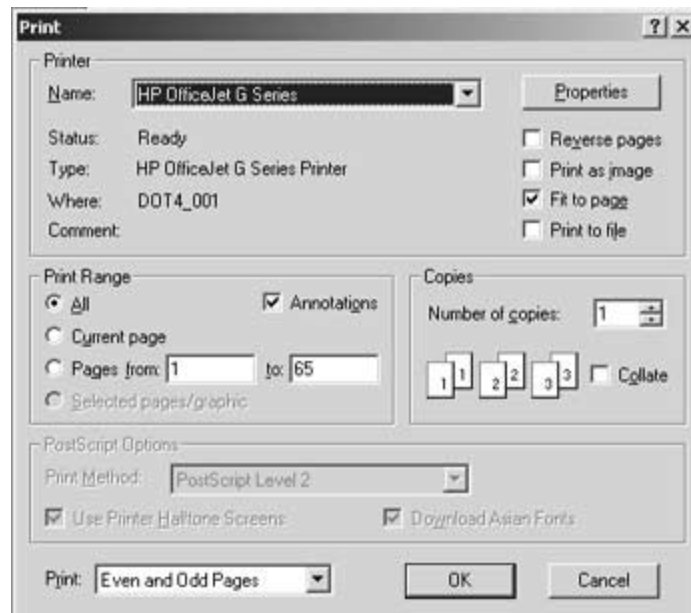 Print
Printer
Name: HP OfficeJet G Series Properties
Status: Ready Reverse pages
Type: HP OfficeJet G Series Printer Print as image
Where: DOT4_001 Fit to page
Comment: Print to file
Print Range
All Annotations
Current page
Pages from: 1 to: 65
Selected pages/graphic
Copies
Number of copies: 1
1 1 2 2 3 3 Collate
PostScript Options
Print Method: PostScript Level 2
Use Printer Halftone Screens Download Asian Fonts
Print: Even and Odd Pages OK Cancel